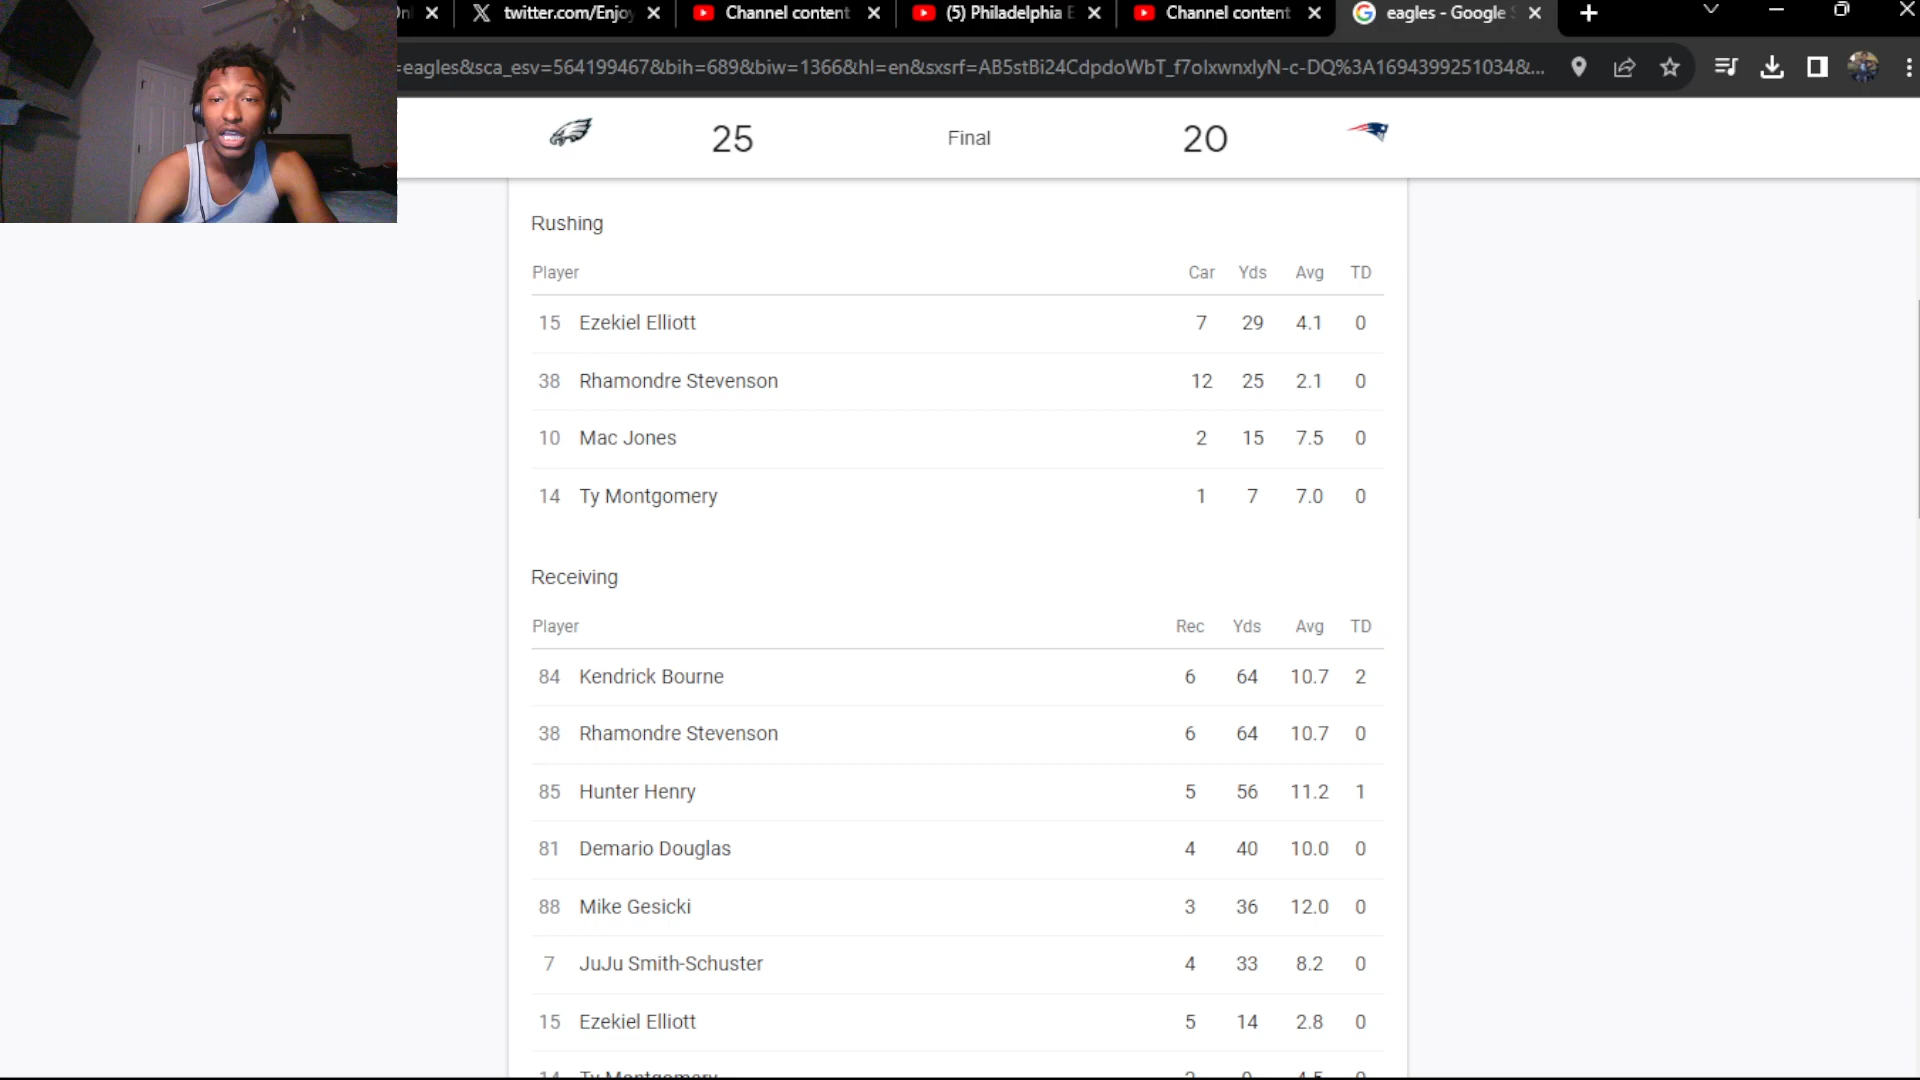 twitter.com/Enjoy
Channel content
(5) Philadelphia E
Channel content
eagles - Google S
=eagles&sca_esv=564199467&bih=689&biw=1366&hl=en&sxsrf=AB5stBi24CdpdoWbT_f7olxwnxlyN-c-DQ%3A1694399251034&...
25 Final 20
Rushing
Player Car Yds Avg TD
15 Ezekiel Elliott 7 29 4.1 0
38 Rhamondre Stevenson 12 25 2.1 0
10 Mac Jones 2 15 7.5 0
14 Ty Montgomery 1 7 7.0 0
Receiving
Player Rec Yds Avg TD
84 Kendrick Bourne 6 64 10.7 2
38 Rhamondre Stevenson 6 64 10.7 0
85 Hunter Henry 5 56 11.2 1
81 Demario Douglas 4 40 10.0 0
88 Mike Gesicki 3 36 12.0 0
7 JuJu Smith-Schuster 4 33 8.2 0
15 Ezekiel Elliott 5 14 2.8 0
14 Ty Montgomery